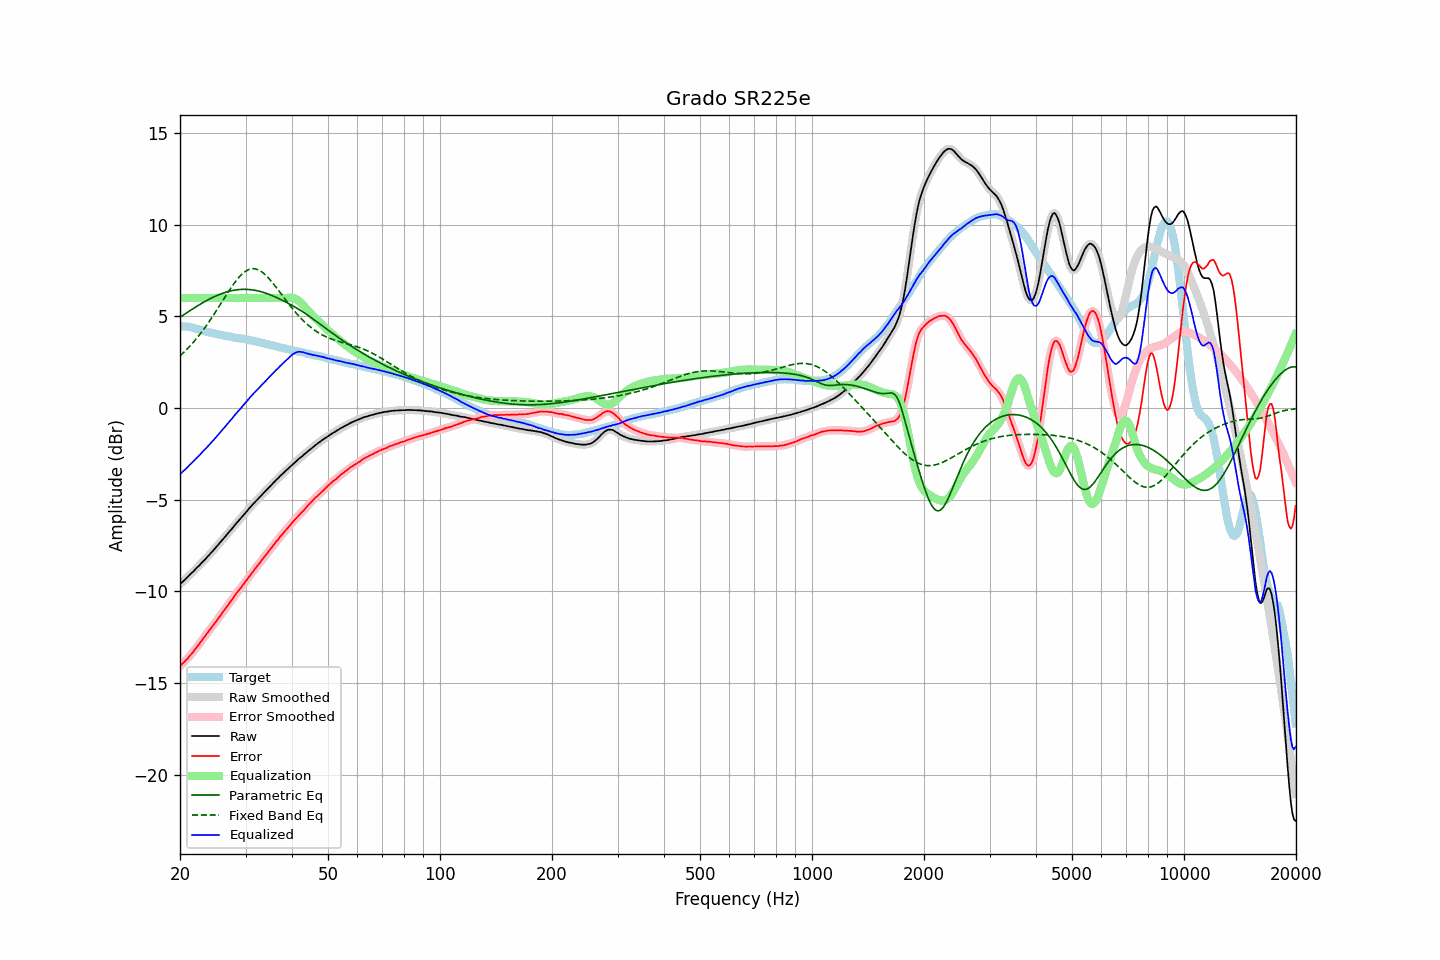 Grado SR225e
Amplitude (dBr)
15
10
5
0
−5
−10
−15
−20
Target
Raw Smoothed
Error Smoothed
Raw
Error
Equalization
Parametric Eq
Fixed Band Eq
Equalized
20 50 100 200 500 1000 2000 5000 10000 20000
Frequency (Hz)